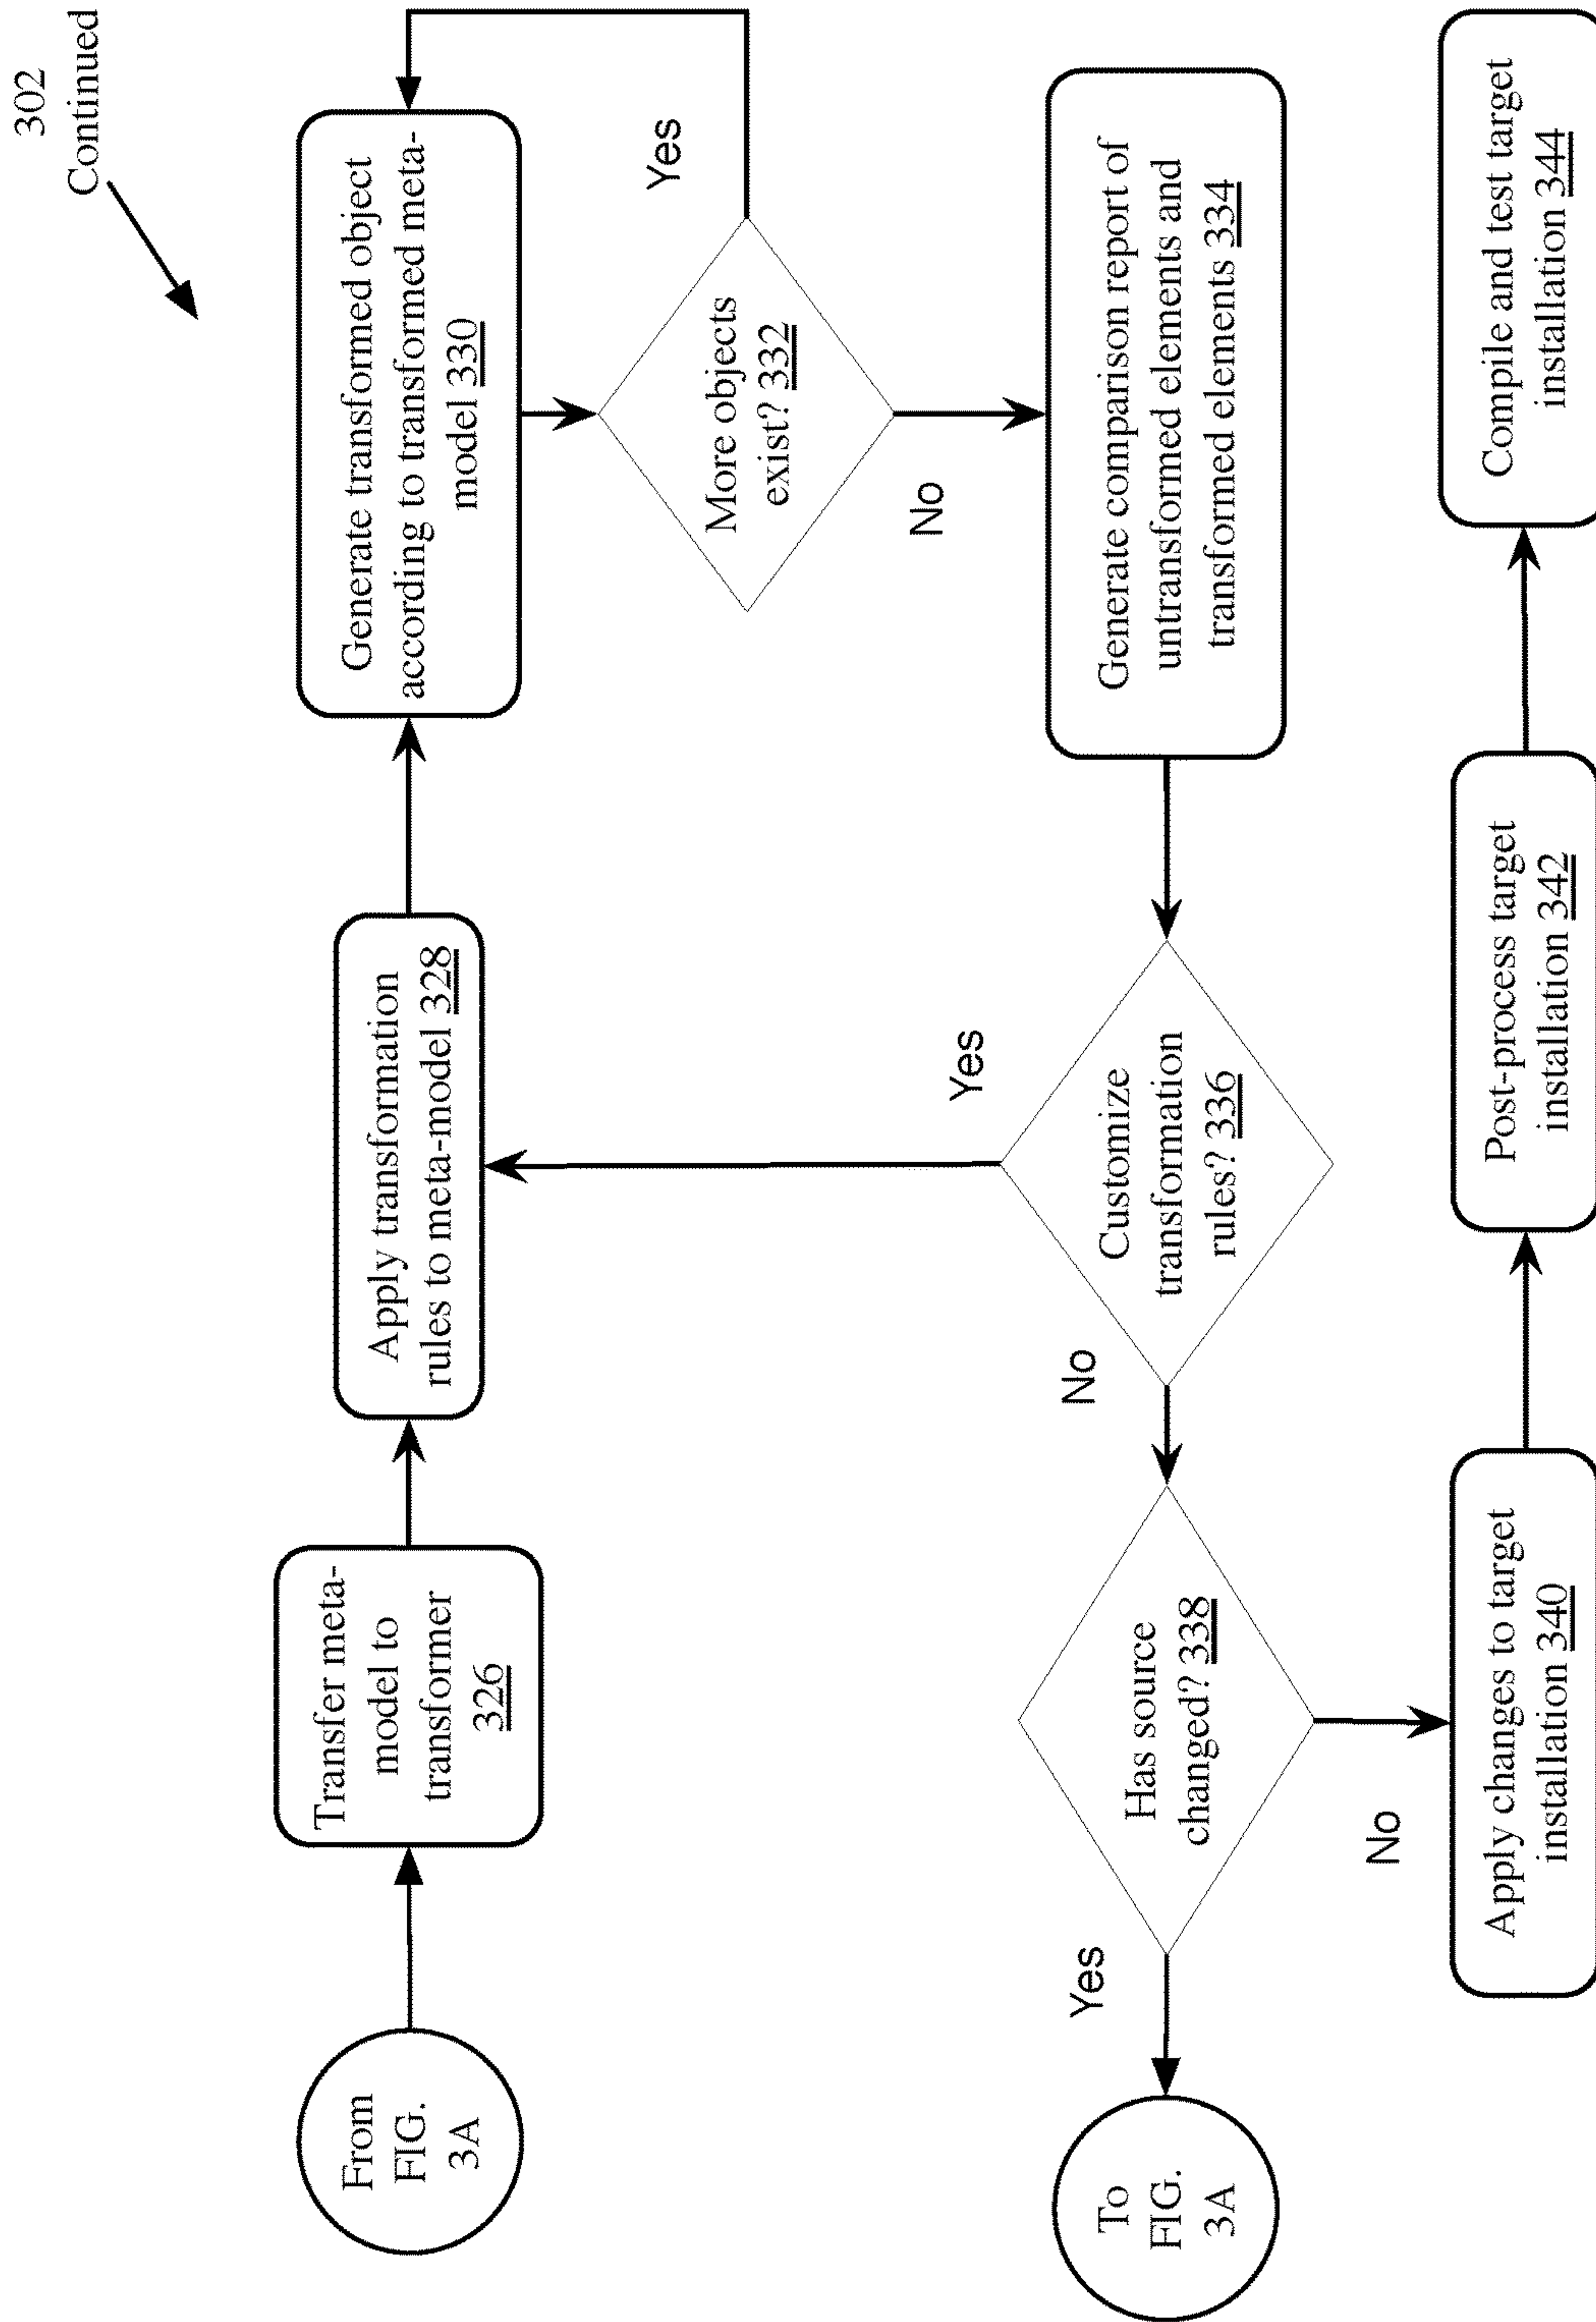 302
Continued
From
FIG.
3A
Transfer meta-
model to
transformer
326
Apply transformation
rules to meta-model 328
Generate transformed object
according to transformed meta-
model 330
More objects
exist? 332
Yes
No
Generate comparison report of
untransformed elements and
transformed elements 334
Customize
transformation
rules? 336
Yes
No
Has source
changed? 338
Yes
No
To
FIG.
3A
Apply changes to target
installation 340
Post-process target
installation 342
Compile and test target
installation 344